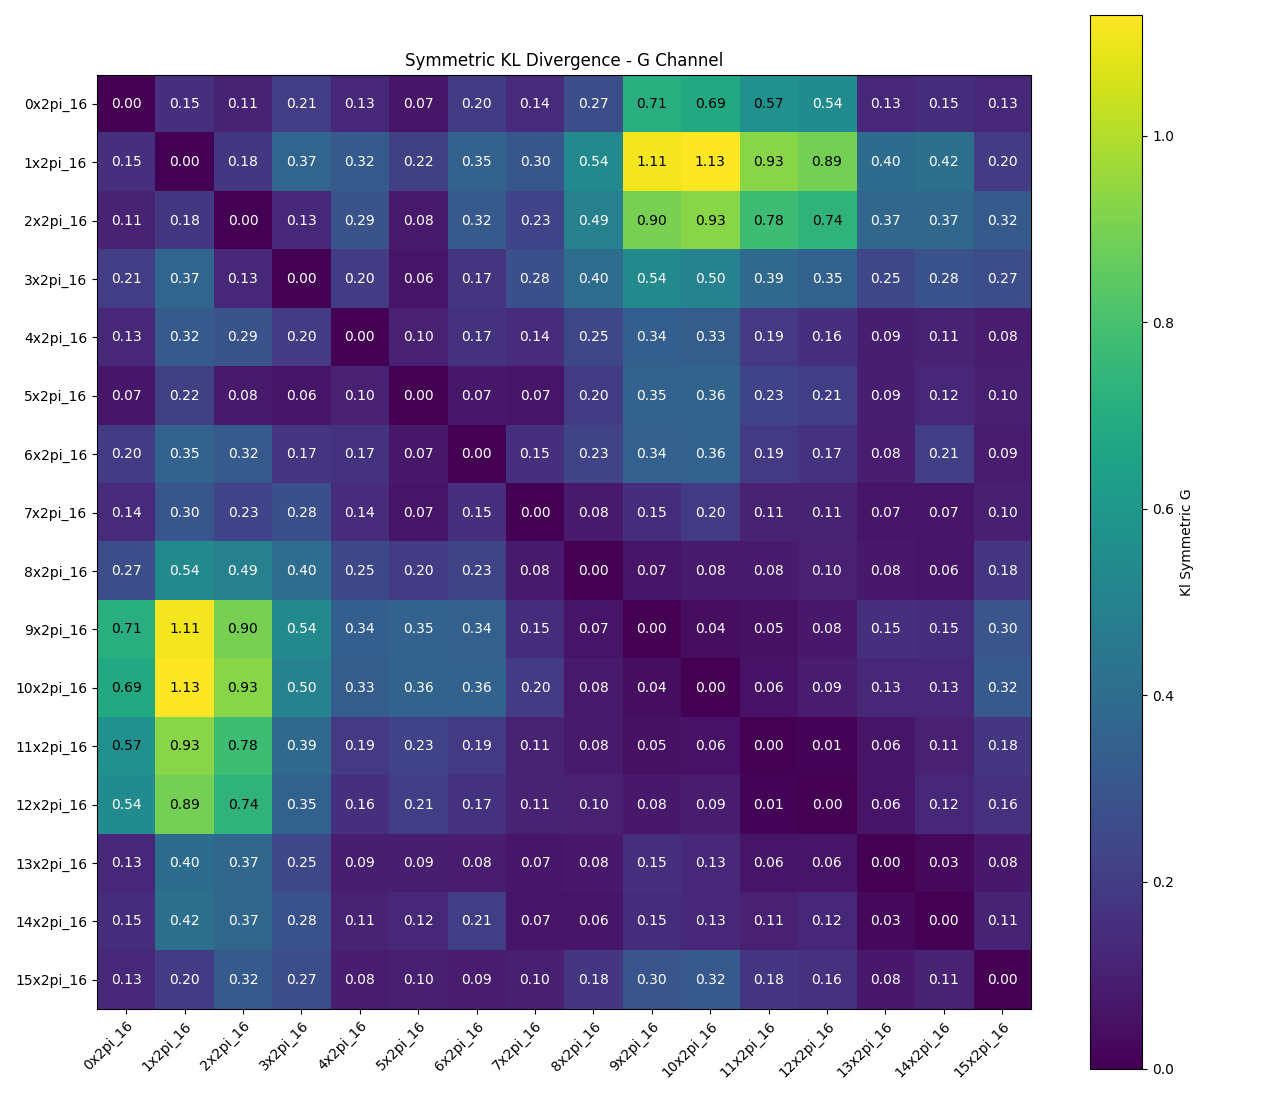 Symmetric KL Divergence - G Channel
0x2pi_16 0.00 0.15 0.11 0.21 0.13 0.07 0.20 0.14 0.27 0.71 0.69 0.57 0.54 0.13 0.15 0.13
1x2pi_16 0.15 0.00 0.18 0.37 0.32 0.22 0.35 0.30 0.54 1.11 1.13 0.93 0.89 0.40 0.42 0.20
2x2pi_16 0.11 0.18 0.00 0.13 0.29 0.08 0.32 0.23 0.49 0.90 0.93 0.78 0.74 0.37 0.37 0.32
3x2pi_16 0.21 0.37 0.13 0.00 0.20 0.06 0.17 0.28 0.40 0.54 0.50 0.39 0.35 0.25 0.28 0.27
4x2pi_16 0.13 0.32 0.29 0.20 0.00 0.10 0.17 0.14 0.25 0.34 0.33 0.19 0.16 0.09 0.11 0.08
5x2pi_16 0.07 0.22 0.08 0.06 0.10 0.00 0.07 0.07 0.20 0.35 0.36 0.23 0.21 0.09 0.12 0.10
6x2pi_16 0.20 0.35 0.32 0.17 0.17 0.07 0.00 0.15 0.23 0.34 0.36 0.19 0.17 0.08 0.21 0.09
7x2pi_16 0.14 0.30 0.23 0.28 0.14 0.07 0.15 0.00 0.08 0.15 0.20 0.11 0.11 0.07 0.07 0.10
8x2pi_16 0.27 0.54 0.49 0.40 0.25 0.20 0.23 0.08 0.00 0.07 0.08 0.08 0.10 0.08 0.06 0.18
9x2pi_16 0.71 1.11 0.90 0.54 0.34 0.35 0.34 0.15 0.07 0.00 0.04 0.05 0.08 0.15 0.15 0.30
10x2pi_16 0.69 1.13 0.93 0.50 0.33 0.36 0.36 0.20 0.08 0.04 0.00 0.06 0.09 0.13 0.13 0.32
11x2pi_16 0.57 0.93 0.78 0.39 0.19 0.23 0.19 0.11 0.08 0.05 0.06 0.00 0.01 0.06 0.11 0.18
12x2pi_16 0.54 0.89 0.74 0.35 0.16 0.21 0.17 0.11 0.10 0.08 0.09 0.01 0.00 0.06 0.12 0.16
13x2pi_16 0.13 0.40 0.37 0.25 0.09 0.09 0.08 0.07 0.08 0.15 0.13 0.06 0.06 0.00 0.03 0.08
14x2pi_16 0.15 0.42 0.37 0.28 0.11 0.12 0.21 0.07 0.06 0.15 0.13 0.11 0.12 0.03 0.00 0.11
15x2pi_16 0.13 0.20 0.32 0.27 0.08 0.10 0.09 0.10 0.18 0.30 0.32 0.18 0.16 0.08 0.11 0.00
0x2pi_16 1x2pi_16 2x2pi_16 3x2pi_16 4x2pi_16 5x2pi_16 6x2pi_16 7x2pi_16 8x2pi_16 9x2pi_16 10x2pi_16 11x2pi_16 12x2pi_16 13x2pi_16 14x2pi_16 15x2pi_16
1.0
0.8
0.6
0.4
0.2
0.0
Kl Symmetric G